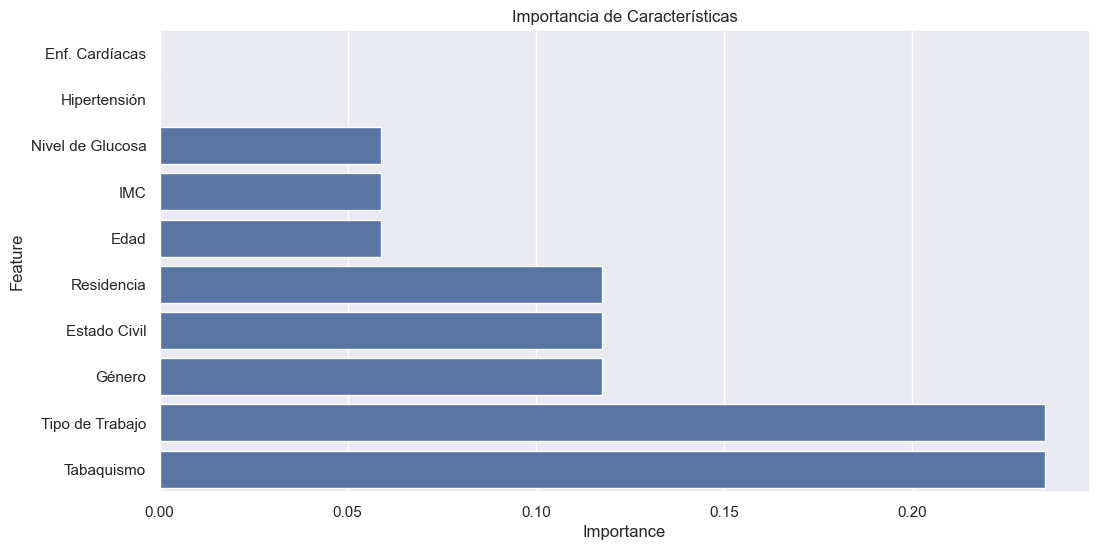 Importancia de Características
Enf. Cardíacas
Hipertensión
Nivel de Glucosa
IMC
Edad
Residencia
Estado Civil
Género
Tipo de Trabajo
Tabaquismo
Feature
0.00 0.05 0.10 0.15 0.20
Importance